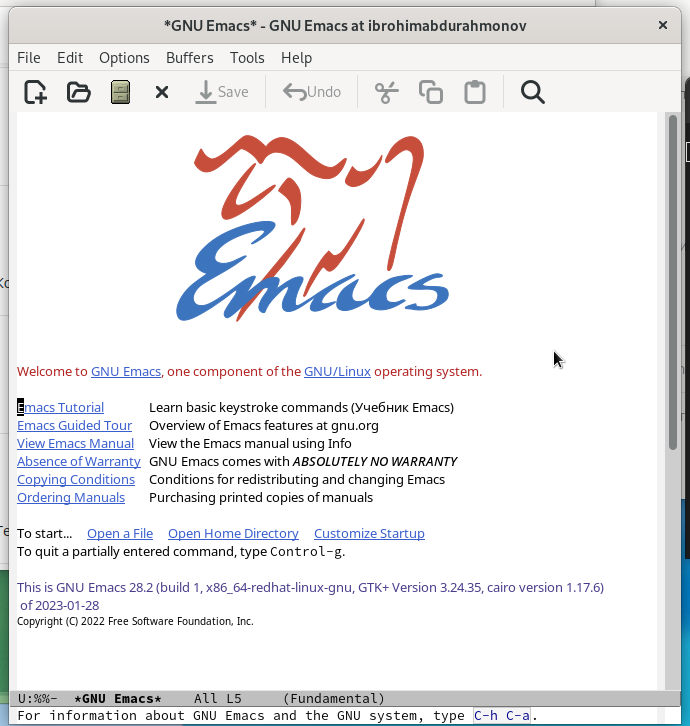 *GNU Emacs* - GNU Emacs at ibrohimabdurahmonov
File Edit Options Buffers Tools Help
Save Undo
Emacs
Welcome to GNU Emacs, one component of the GNU/Linux operating system.
Emacs Tutorial Learn basic keystroke commands (Учебник Emacs)
Emacs Guided Tour Overview of Emacs features at gnu.org
View Emacs Manual View the Emacs manual using Info
Absence of Warranty GNU Emacs comes with ABSOLUTELY NO WARRANTY
Copying Conditions Conditions for redistributing and changing Emacs
Ordering Manuals Purchasing printed copies of manuals
To start... Open a File Open Home Directory Customize Startup
To quit a partially entered command, type Control-g.
This is GNU Emacs 28.2 (build 1, x86_64-redhat-linux-gnu, GTK+ Version 3.24.35, cairo version 1.17.6)
of 2023-01-28
Copyright (C) 2022 Free Software Foundation, Inc.
U:%%- *GNU Emacs* All L5 (Fundamental)
For information about GNU Emacs and the GNU system, type C-h C-a.